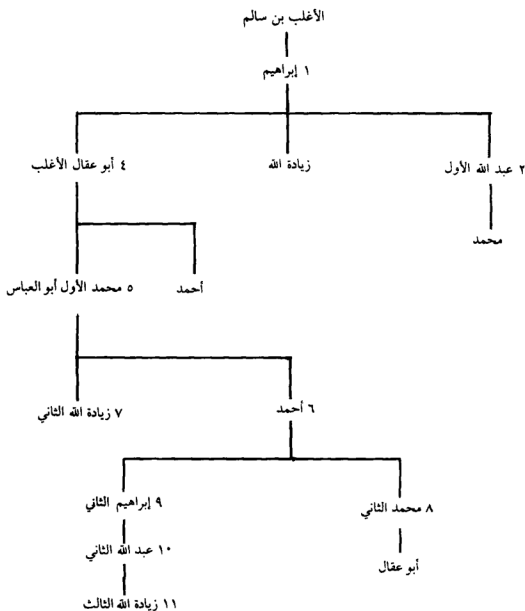 الأغلب بن سالم
١ إبراهيم
٢ عبد الله الأول
زيادة الله
٤ أبو عقال الأغلب
محمد
أحمد
٥ محمد الأول أبو العباس
٦ أحمد
٧ زيادة الله الثاني
٨ محمد الثاني
٩ إبراهيم الثاني
أبو عقال
١٠ عبد الله الثاني
١١ زيادة الله الثالث